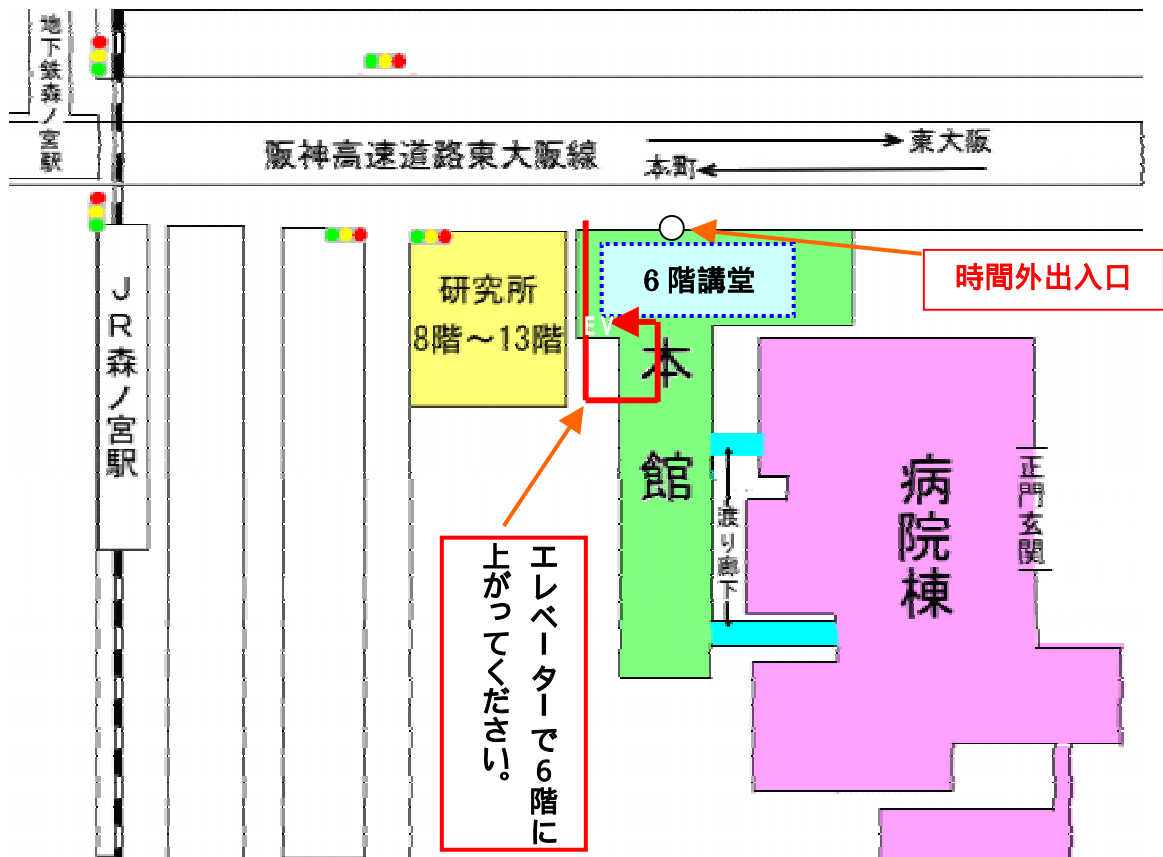 地下鉄森ノ宮駅
阪神高速道路東大阪線
東大阪
本町
JR森ノ宮駅
研究所
8階～13階
6階講堂
時間外出入口
EV
本館
渡り廊下
病院棟
正門玄関
エレベーターで6階に
上がってください。